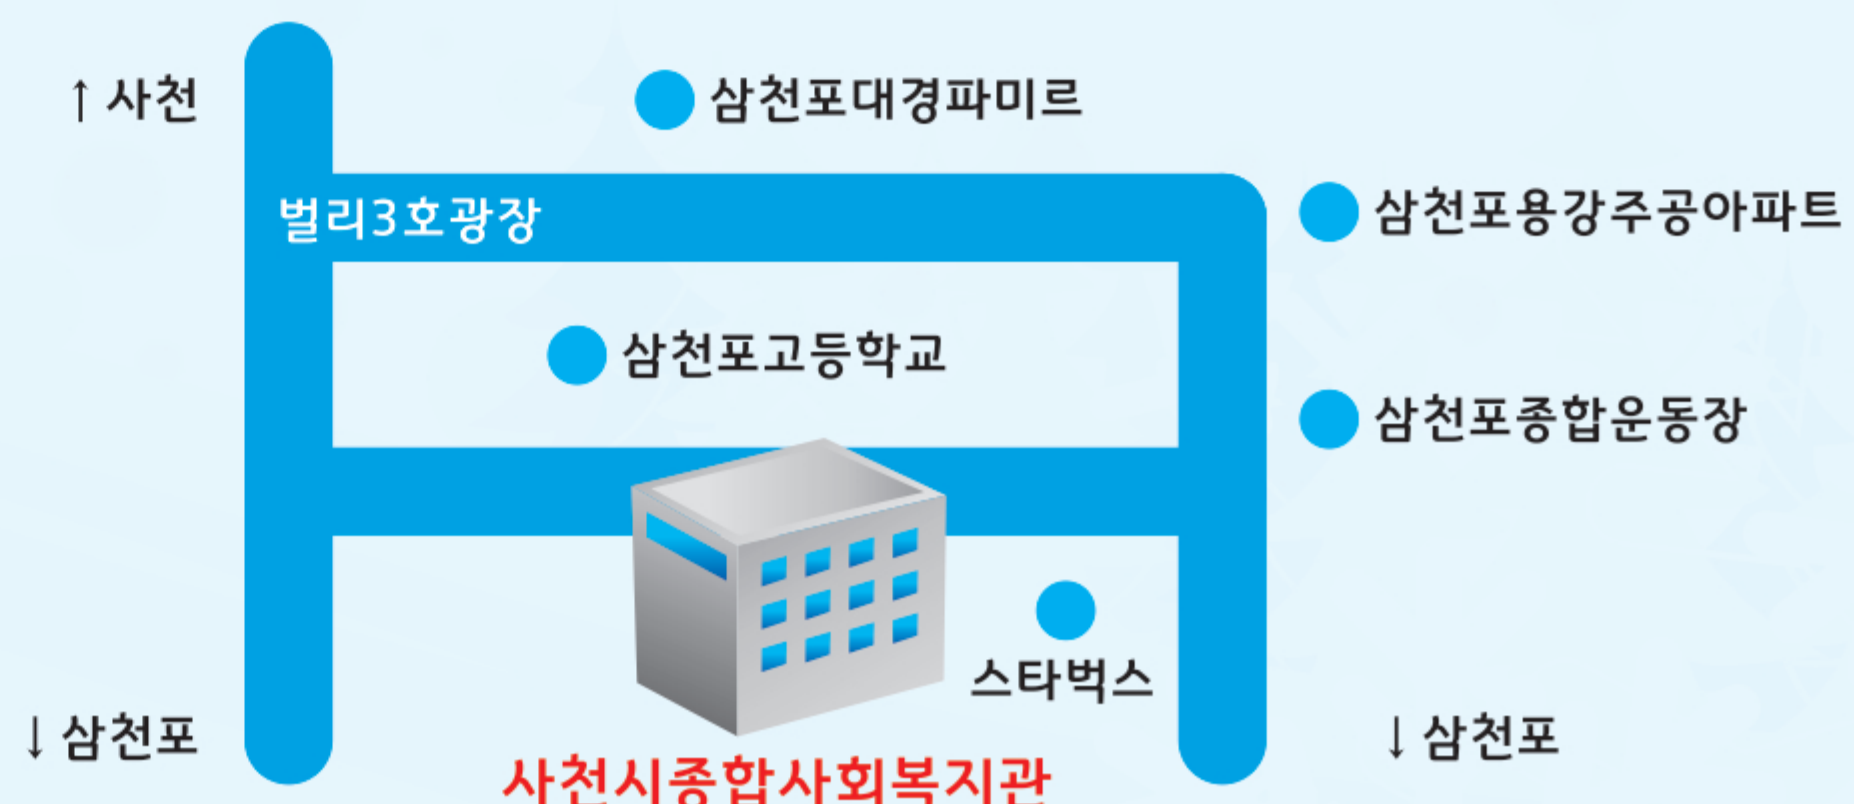 ↑ 사천
삼천포대경파미르
벌리3호광장
삼천포용강주공아파트
삼천포고등학교
삼천포종합운동장
스타벅스
↓ 삼천포
↓ 삼천포
사천시종합사회복지관